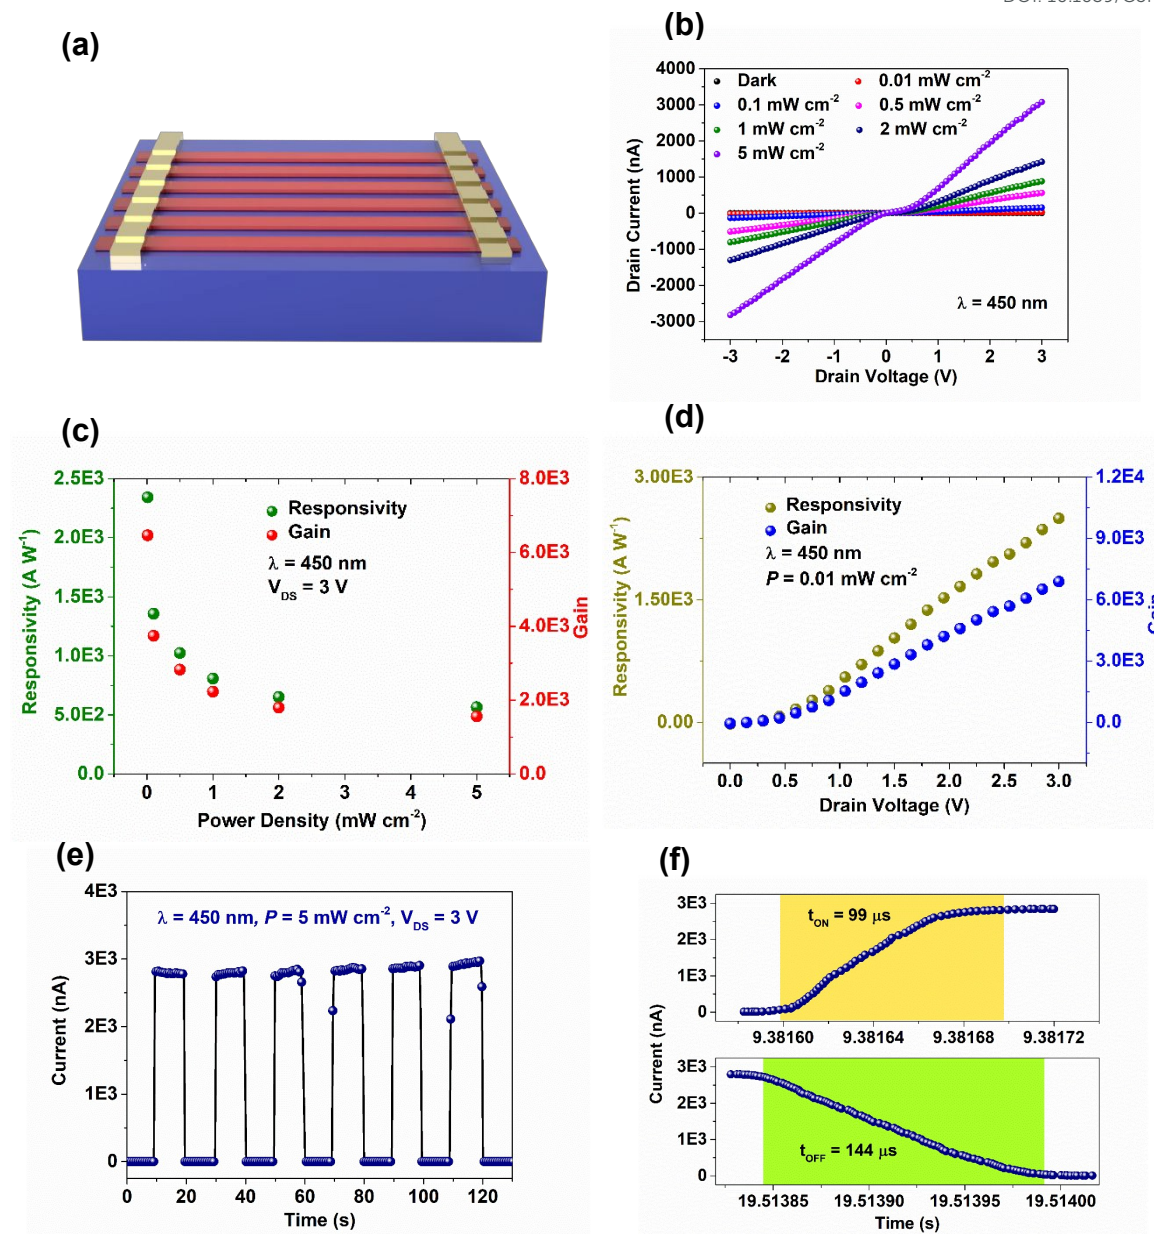 (a)
(b)
4000
3000
2000
1000
0
-1000
-2000
-3000
Drain Current (nA)
Dark
0.01 mW cm-2
0.1 mW cm-2
0.5 mW cm-2
1 mW cm-2
2 mW cm-2
5 mW cm-2
λ = 450 nm
-3 -2 -1 0 1 2 3
Drain Voltage (V)
(c)
2.5E3
2.0E3
1.5E3
1.0E3
5.0E2
0.0
Responsivity (A W-1)
Responsivity
Gain
λ = 450 nm
VDS = 3 V
8.0E3
6.0E3
4.0E3
2.0E3
0.0
Gain
0 1 2 3 4 5
Power Density (mW cm-2)
(d)
3.00E3
1.50E3
0.00
Responsivity (A W-1)
Responsivity
Gain
λ = 450 nm
P = 0.01 mW cm-2
1.2E4
9.0E3
6.0E3
3.0E3
0.0
Gain
0.0 0.5 1.0 1.5 2.0 2.5 3.0
Drain Voltage (V)
(e)
4E3
3E3
2E3
1E3
0
Current (nA)
λ = 450 nm, P = 5 mW cm-2, VDS = 3 V
0 20 40 60 80 100 120
Time (s)
(f)
3E3
2E3
1E3
0
tON = 99 μs
9.38160 9.38164 9.38168 9.38172
Current (nA)
3E3
2E3
1E3
0
tOFF = 144 μs
19.51385 19.51390 19.51397 19.51400
Time (s)